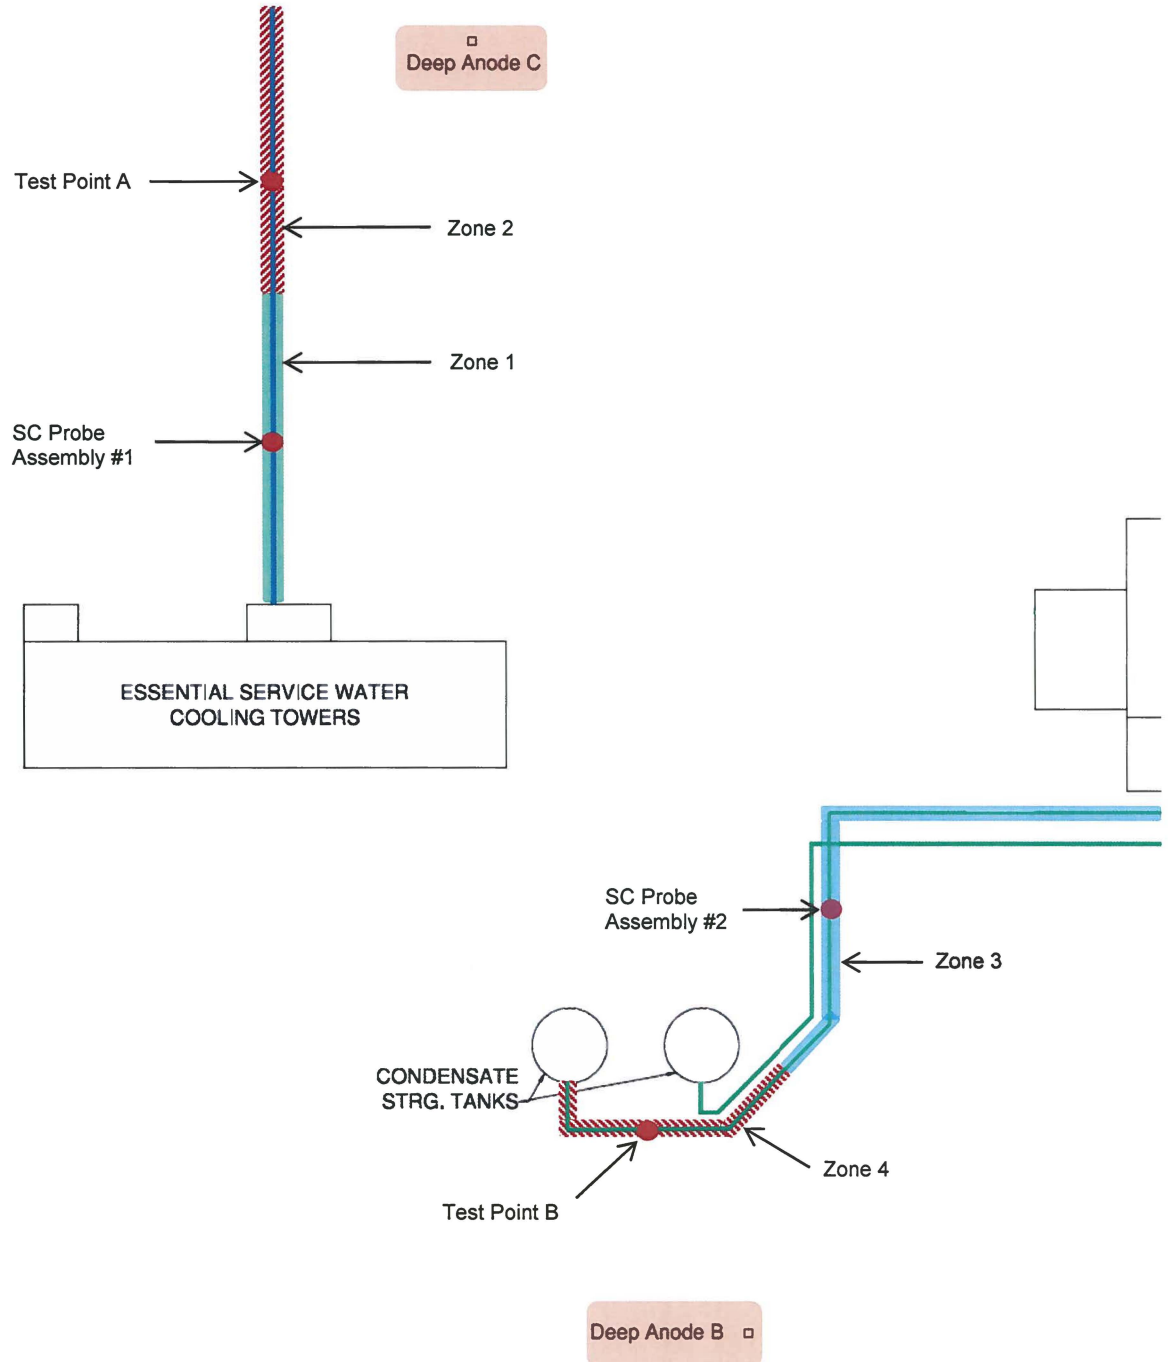 Deep Anode C
Test Point A
Zone 2
Zone 1
SC Probe
Assembly #1
ESSENTIAL SERVICE WATER
COOLING TOWERS
SC Probe
Assembly #2
Zone 3
CONDENSATE
STRG. TANKS
Zone 4
Test Point B
Deep Anode B